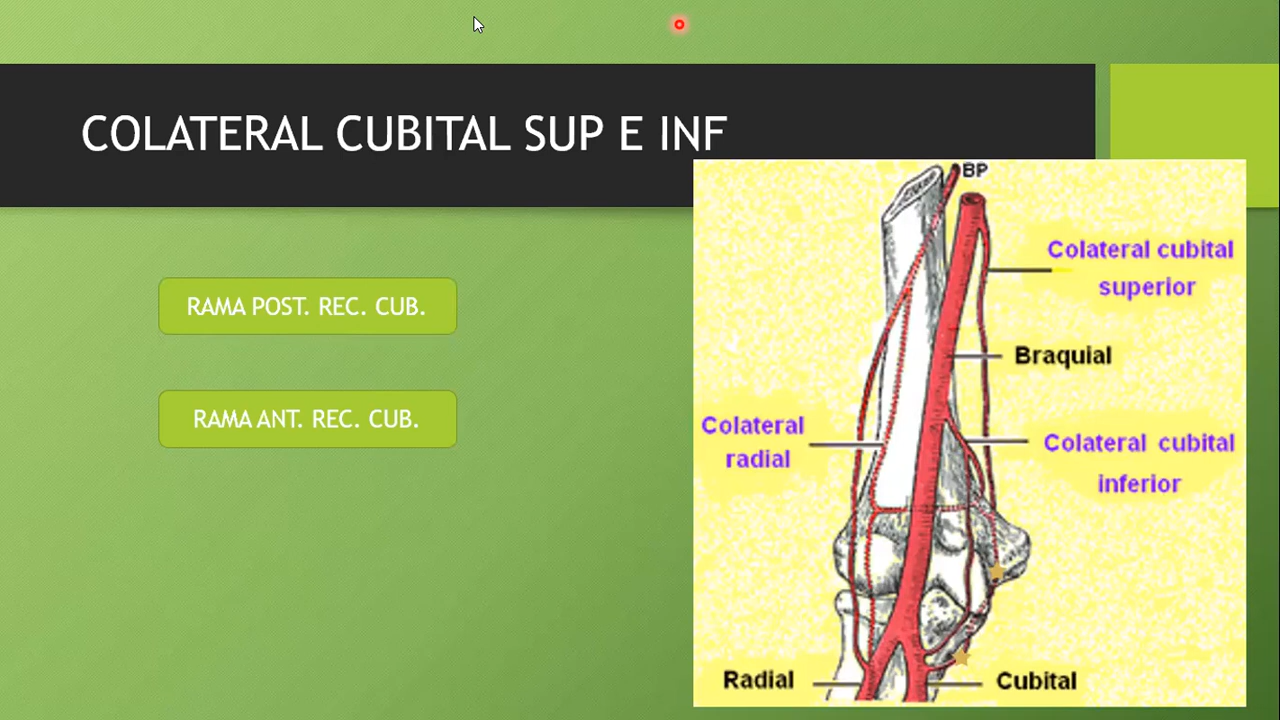 COLATERAL CUBITAL SUP E INF
RAMA POST. REC. CUB.
RAMA ANT. REC. CUB.
BP
Colateral cubital
superior
Braquial
Colateral
radial
Colateral cubital
inferior
Radial
Cubital